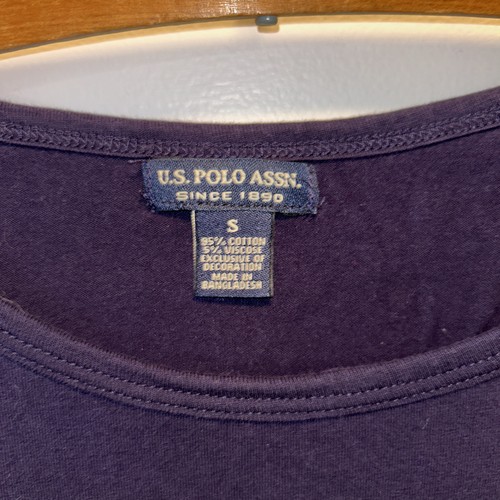 U.S. POLO ASSN.
SINCE 1890
S
95% COTTON
5% VISCOSE
EXCLUSIVE OF
DECORATION
MADE IN
BANGLADESH